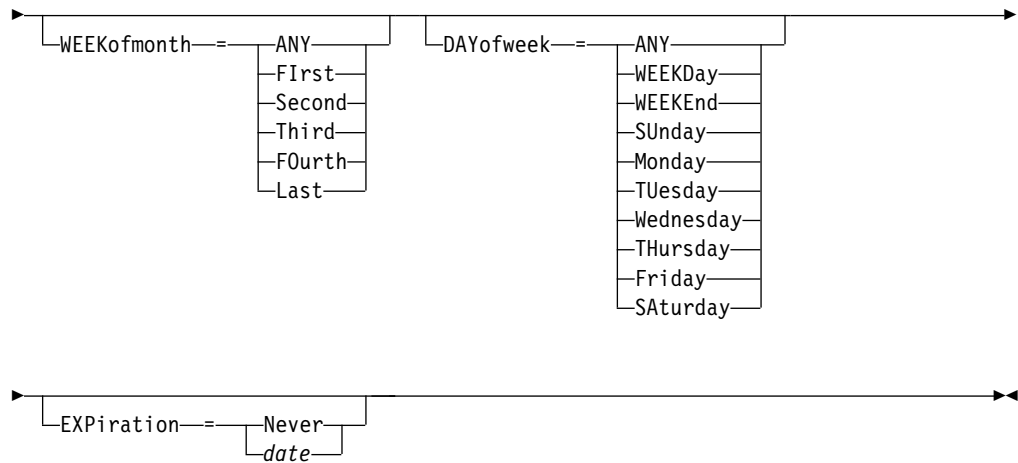 WEEKofmonth = ANY DAYofweek = ANY
FIrst WEEKDay
Second WEEKEnd
Third SUnday
FOurth Monday
Last TUesday
Wednesday
THursday
Friday
SAturday
EXPiration = Never
date